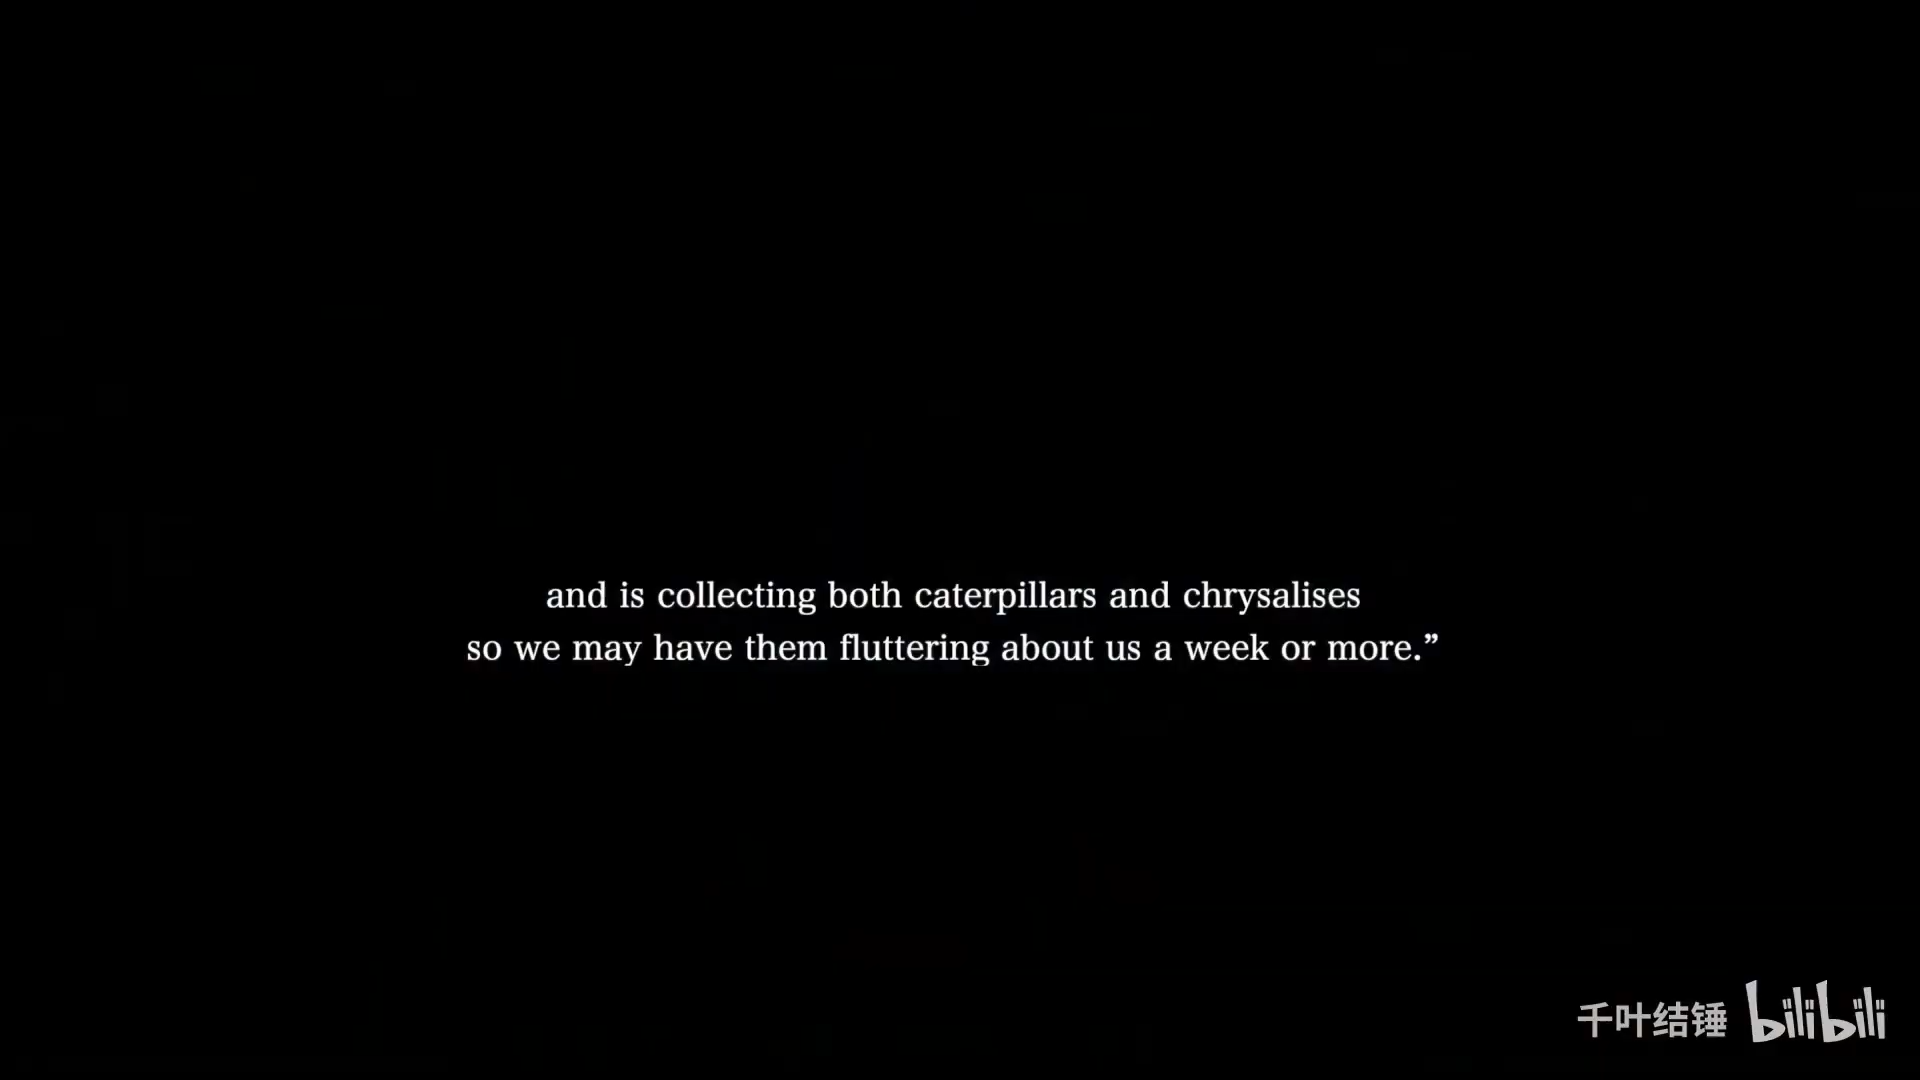 and is collecting both caterpillars and chrysalises
so we may have them fluttering about us a week or more.”
千叶结锤 bilibili